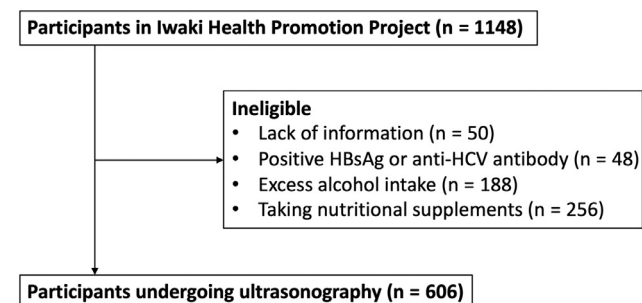 Participants in Iwaki Health Promotion Project (n = 1148)
Ineligible
• Lack of information (n = 50)
• Positive HBsAg or anti-HCV antibody (n = 48)
• Excess alcohol intake (n = 188)
• Taking nutritional supplements (n = 256)
Participants undergoing ultrasonography (n = 606)